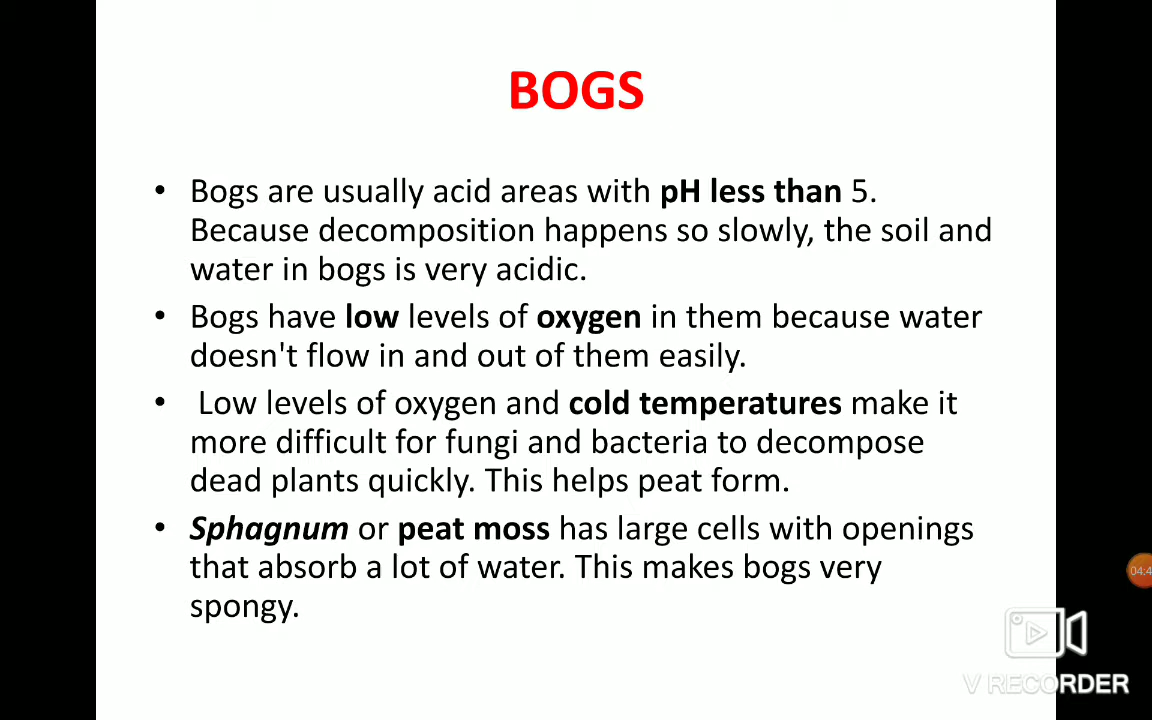 BOGS
• Bogs are usually acid areas with pH less than 5.
Because decomposition happens so slowly, the soil and
water in bogs is very acidic.
• Bogs have low levels of oxygen in them because water
doesn't flow in and out of them easily.
• Low levels of oxygen and cold temperatures make it
more difficult for fungi and bacteria to decompose
dead plants quickly. This helps peat form.
• Sphagnum or peat moss has large cells with openings
that absorb a lot of water. This makes bogs very
spongy.
V RECORDER